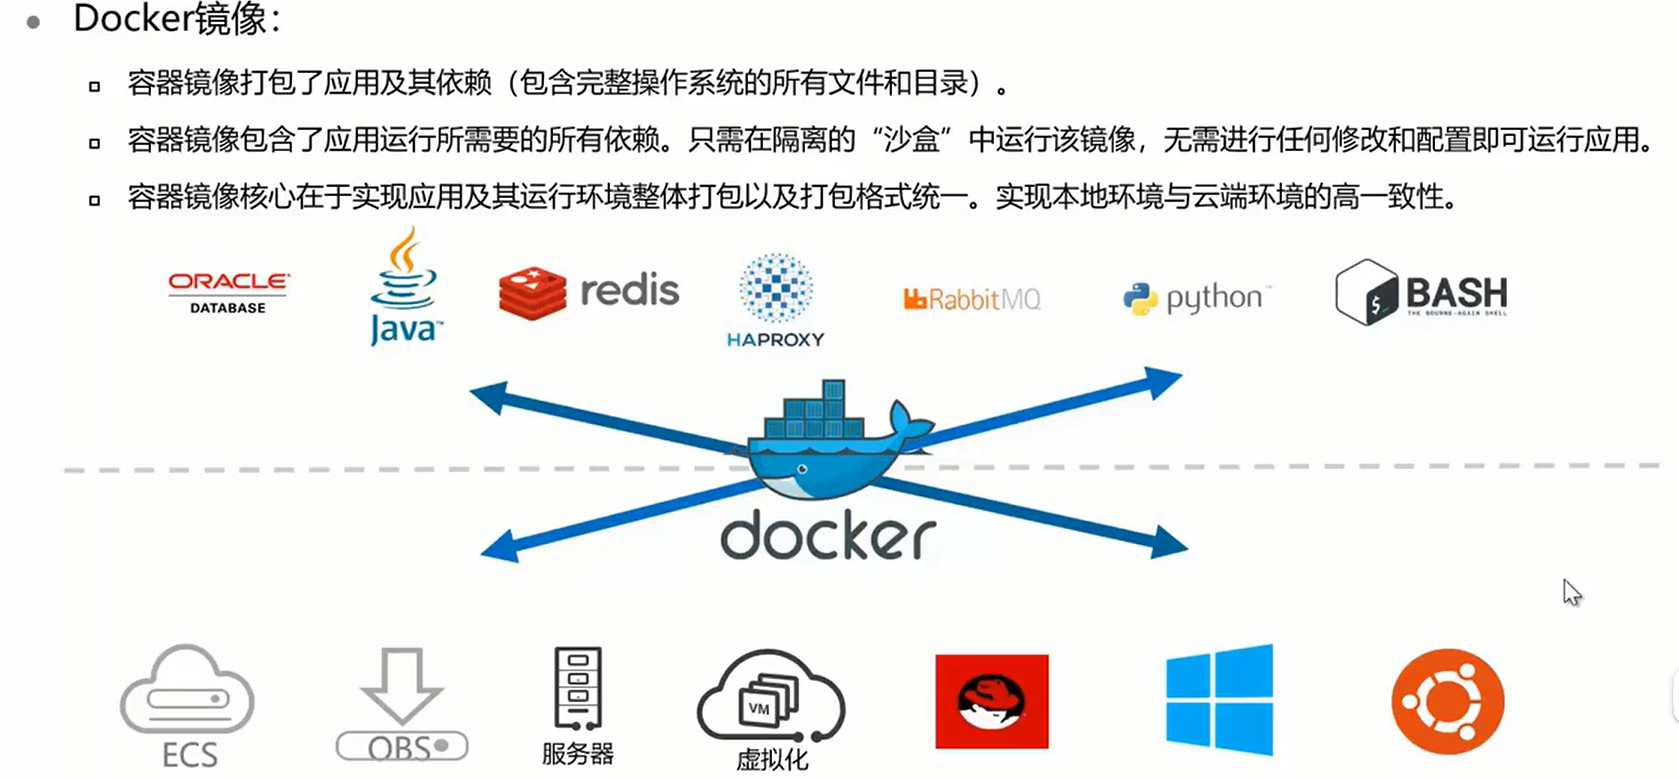 Docker镜像：
容器镜像打包了应用及其依赖（包含完整操作系统的所有文件和目录）。
容器镜像包含了应用运行所需要的所有依赖。只需在隔离的“沙盒”中运行该镜像，无需进行任何修改和配置即可运行应用。
容器镜像核心在于实现应用及其运行环境整体打包以及打包格式统一。实现本地环境与云端环境的高一致性。
ORACLE
DATABASE
Java™
redis
HAPROXY
RabbitMQ
python™
$_
BASH
THE BOURNE-AGAIN SHELL
docker
ECS
OBS
服务器
VM
虚拟化